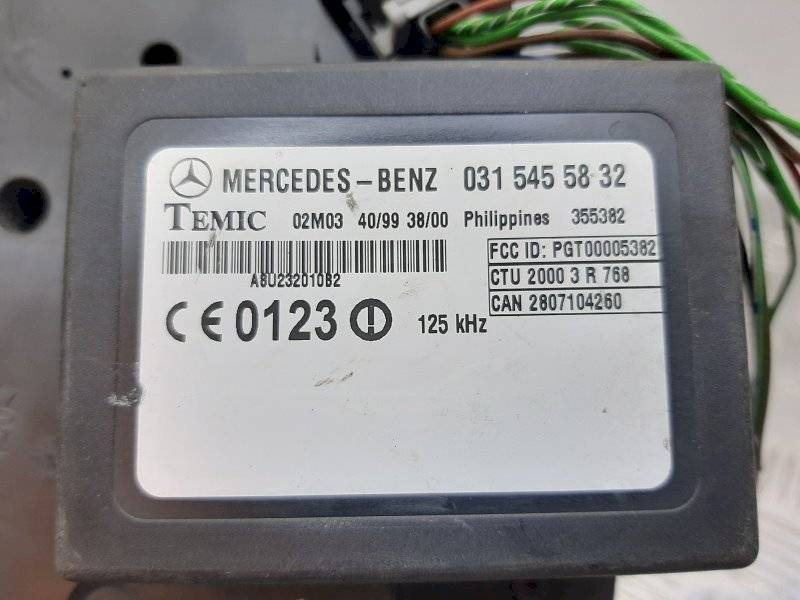 MERCEDES-BENZ 031 545 58 32
TEMIC 02M03 40/99 38/00 Philippines 355382
FCC ID: PGT00005382
A8U23201082
CTU 2000 3 R 768
CAN 2807104260
CE 0123 ! 125 kHz